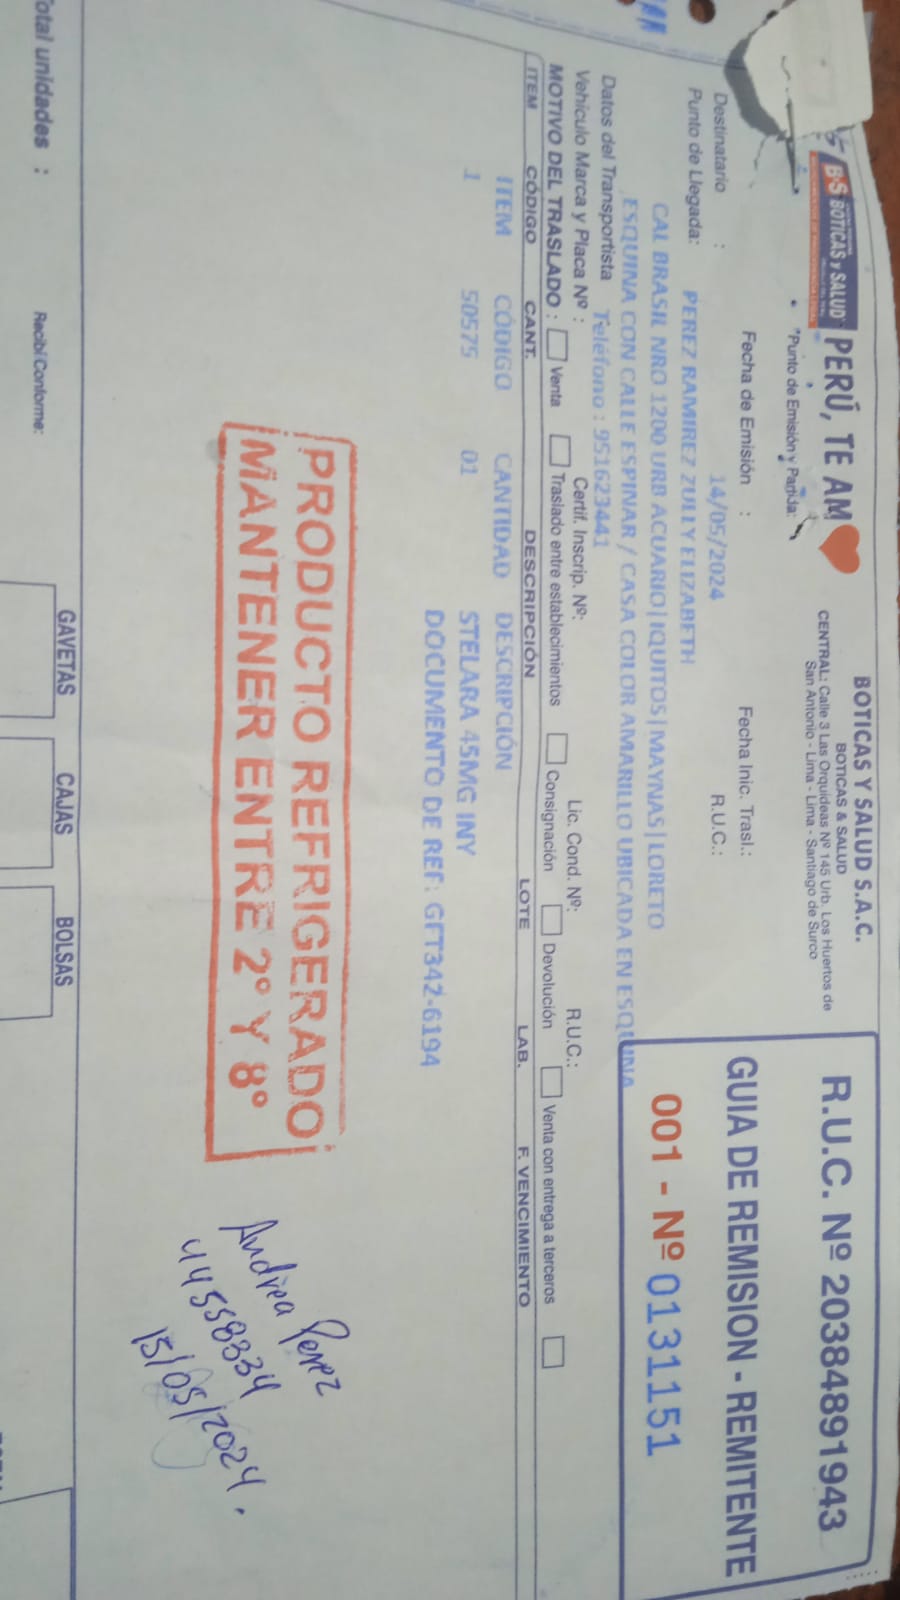 B·S BOTICAS y SALUD
PERÚ, TE AM
*Punto de Emisión y Partida:
BOTICAS Y SALUD S.A.C.
BOTICAS & SALUD
CENTRAL: Calle 3 Las Orquideas Nº 145 Urb. Los Huertos de
San Antonio - Lima - Lima - Santiago de Surco
R.U.C. Nº 20384891943
GUIA DE REMISION - REMITENTE
001 - Nº 0131151
Fecha de Emisión : 14/05/2024 Fecha Inic. Trasl.:
Destinatario : PEREZ RAMIREZ ZULLY ELIZABETH R.U.C.:
Punto de Llegada: CAL BRASIL NRO 1200 URB ACUARIO|IQUITOS|MAYNAS|LORETO
ESQUINA CON CALLE ESPINAR / CASA COLOR AMARILLO UBICADA EN ESQUINA
Teléfono : 951623441
Datos del Transportista
Vehículo Marca y Placa Nº : Certif. Inscrip. Nº: Lic. Cond. Nº: R.U.C.:
MOTIVO DEL TRASLADO : Venta Traslado entre establecimientos Consignación Devolución Venta con entrega a terceros
ITEM CÓDIGO CANT. DESCRIPCIÓN LOTE LAB. F. VENCIMIENTO
ITEM CÓDIGO CANTIDAD DESCRIPCIÓN
1 50575 01 STELARA 45MG INY
DOCUMENTO DE REF: GFT342-6194
PRODUCTO REFRIGERADO
MANTENER ENTRE 2° Y 8°
Andrea Perez
44558834
15/05/2024.
GAVETAS CAJAS BOLSAS
Total unidades : Recibí Conforme: